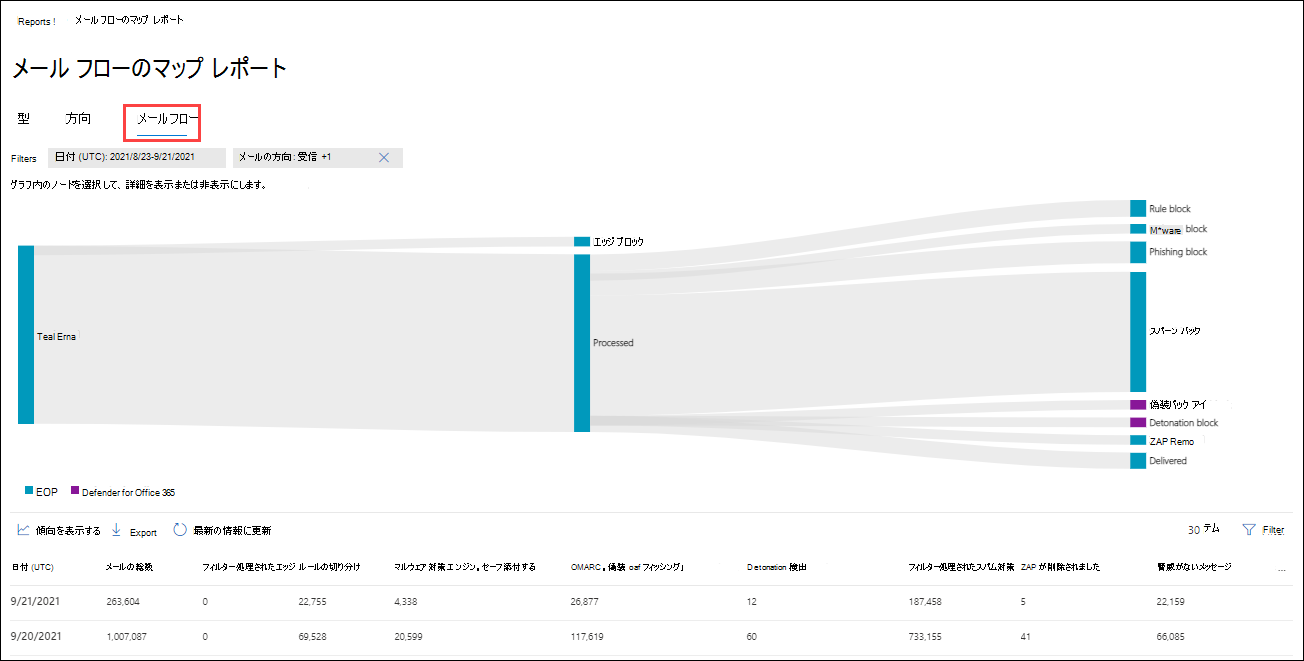 Reports ! メール フローのマップ レポート
メール フローのマップ レポート
型 方向 メールフロー
Filters 日付 (UTC): 2021/8/23-9/21/2021 メールの方向: 受信 +1
グラフ内のノードを選択して、詳細を表示または非表示にします。
Rule block
エッジ ブロック
M*ware block
Phishing block
Teal Erna
Processed
スパーン バック
偽装バック アイ
Detonation block
ZAP Remo
Delivered
EOP Defender for Office 365
傾向を表示する Export 最新の情報に更新 30 テム Filter
日付 (UTC) メールの総数 フィルター処理されたエッジ ルールの切り分け マルウェア対策エンジン。セーフ添付する OMARC。偽装 oaf フィッシング」 Detonation 検出 フィルター処理されたスパム対策 ZAP が削除されました 脅威がないメッセージ ...
9/21/2021 263,604 0 22,755 4,338 26,877 12 187,458 5 22,159
9/20/2021 1,007,087 0 69,528 20,599 117,619 60 733,155 41 66,085